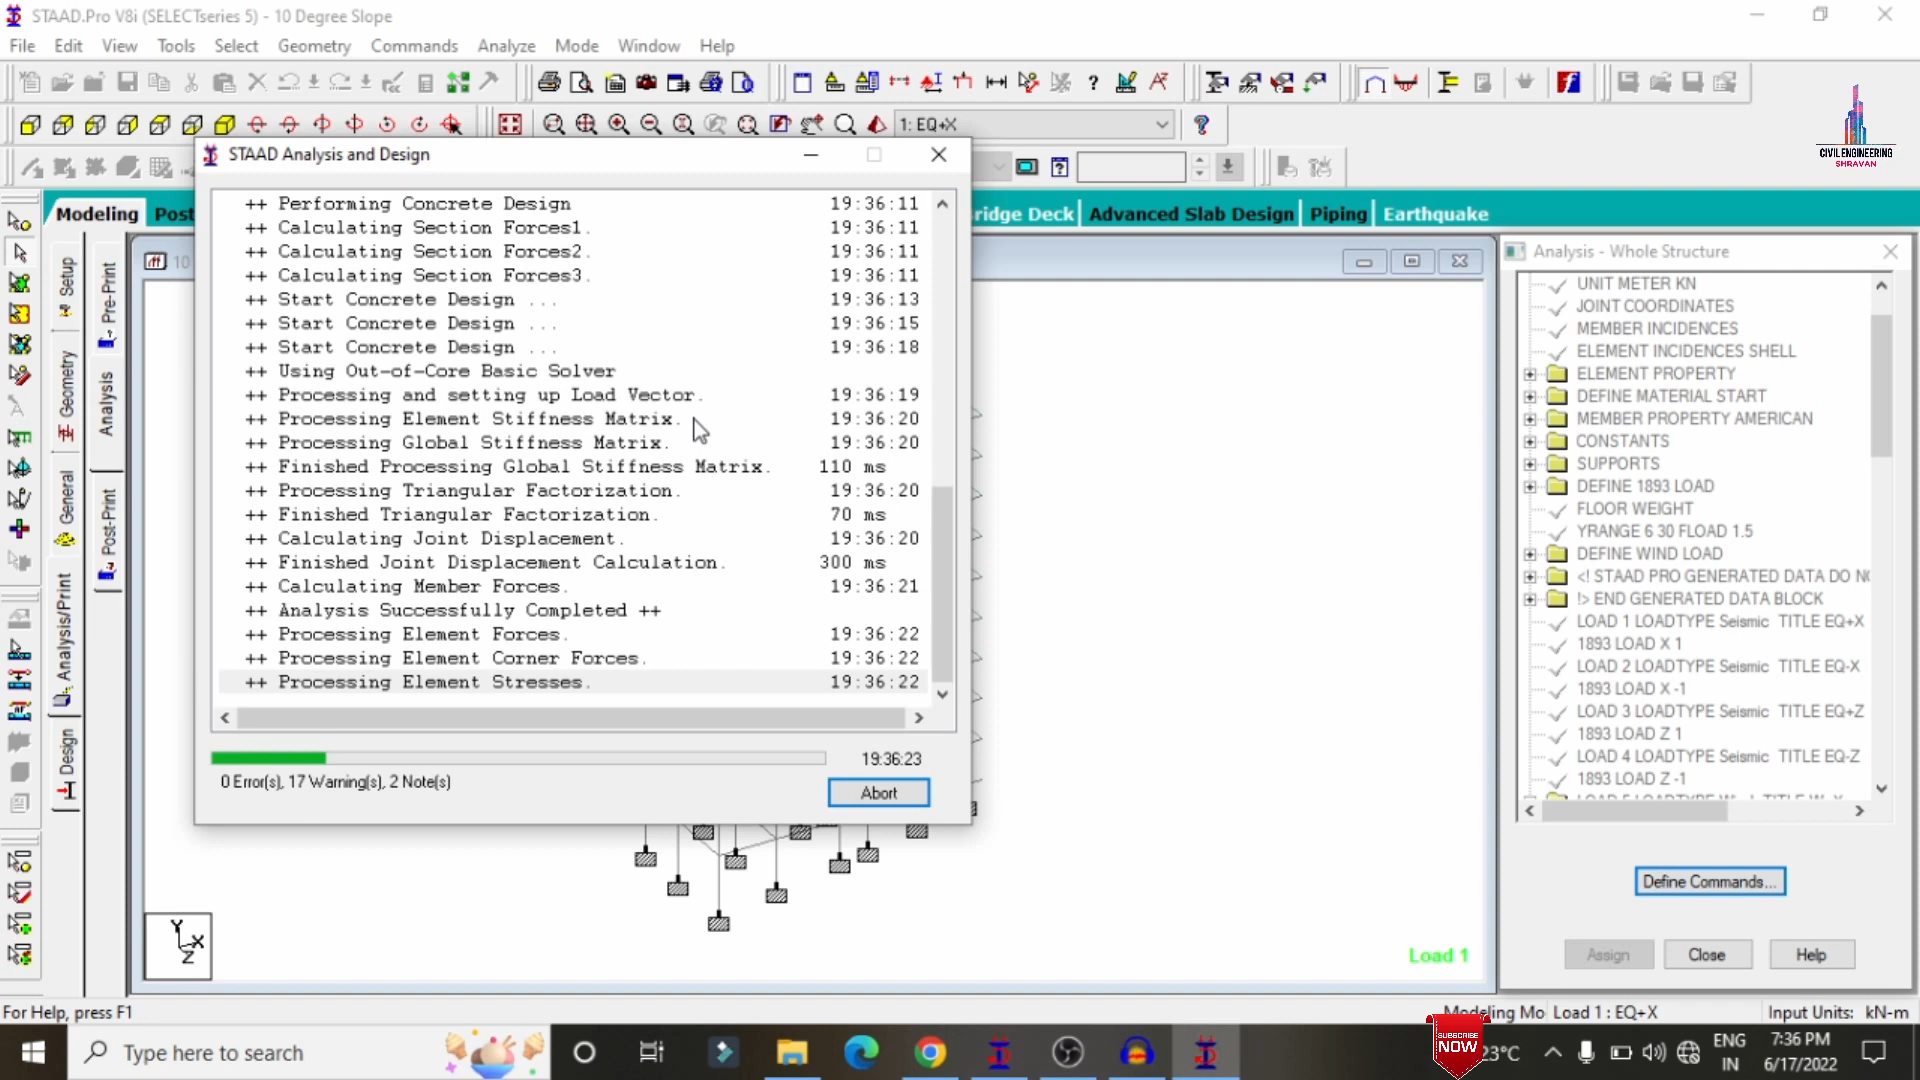 STAAD.Pro V8i (SELECTseries 5) - 10 Degree Slope
File Edit View Tools Select Geometry Commands Analyze Mode Window Help
1: EQ+X
CIVIL ENGINEERING
SHRAVAN
STAAD Analysis and Design
Modeling Post ridge Deck Advanced Slab Design Piping Earthquake
Setup
Geometry
General
Analysis/Print
Design
Pre-Print
Analysis
Post-Print
10
++ Performing Concrete Design 19:36:11
++ Calculating Section Forces1. 19:36:11
++ Calculating Section Forces2. 19:36:11
++ Calculating Section Forces3. 19:36:11
++ Start Concrete Design ... 19:36:13
++ Start Concrete Design ... 19:36:15
++ Start Concrete Design ... 19:36:18
++ Using Out-of-Core Basic Solver
++ Processing and setting up Load Vector. 19:36:19
++ Processing Element Stiffness Matrix. 19:36:20
++ Processing Global Stiffness Matrix. 19:36:20
++ Finished Processing Global Stiffness Matrix. 110 ms
++ Processing Triangular Factorization. 19:36:20
++ Finished Triangular Factorization. 70 ms
++ Calculating Joint Displacement. 19:36:20
++ Finished Joint Displacement Calculation. 300 ms
++ Calculating Member Forces. 19:36:21
++ Analysis Successfully Completed ++
++ Processing Element Forces. 19:36:22
++ Processing Element Corner Forces. 19:36:22
++ Processing Element Stresses. 19:36:22
19:36:23
0 Error(s), 17 Warning(s), 2 Note(s)
Abort
Y
X
Z
Load 1
Analysis - Whole Structure
UNIT METER KN
JOINT COORDINATES
MEMBER INCIDENCES
ELEMENT INCIDENCES SHELL
ELEMENT PROPERTY
DEFINE MATERIAL START
MEMBER PROPERTY AMERICAN
CONSTANTS
SUPPORTS
DEFINE 1893 LOAD
FLOOR WEIGHT
YRANGE 6 30 FLOAD 1.5
DEFINE WIND LOAD
<! STAAD PRO GENERATED DATA DO NO
!> END GENERATED DATA BLOCK
LOAD 1 LOADTYPE Seismic TITLE EQ+X
1893 LOAD X 1
LOAD 2 LOADTYPE Seismic TITLE EQ-X
1893 LOAD X -1
LOAD 3 LOADTYPE Seismic TITLE EQ+Z
1893 LOAD Z 1
LOAD 4 LOADTYPE Seismic TITLE EQ-Z
1893 LOAD Z -1
Define Commands...
Assign Close Help
For Help, press F1
Modeling Mo Load 1 : EQ+X Input Units: kN-m
Type here to search
SUBSCRIBE
NOW
23°C
ENG
IN
7:36 PM
6/17/2022